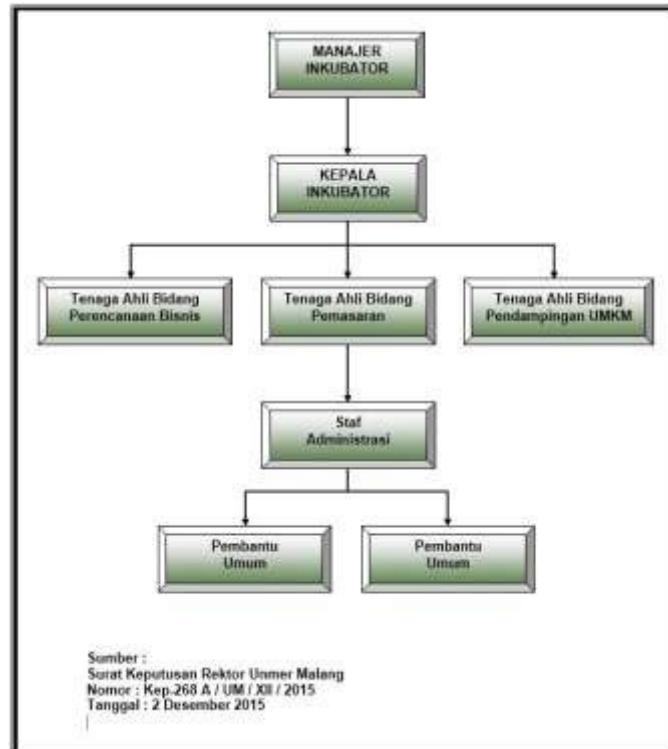 MANAJER
INKUBATOR
KEPALA
INKUBATOR
Tenaga Ahli Bidang
Perencanaan Bisnis
Tenaga Ahli Bidang
Pemasaran
Tenaga Ahli Bidang
Pendampingan UMKM
Staf
Administrasi
Pembantu
Umum
Pembantu
Umum
Sumber :
Surat Keputusan Rektor Unmer Malang
Nomor : Kep.268 A / UM / XII / 2015
Tanggal : 2 Desember 2015